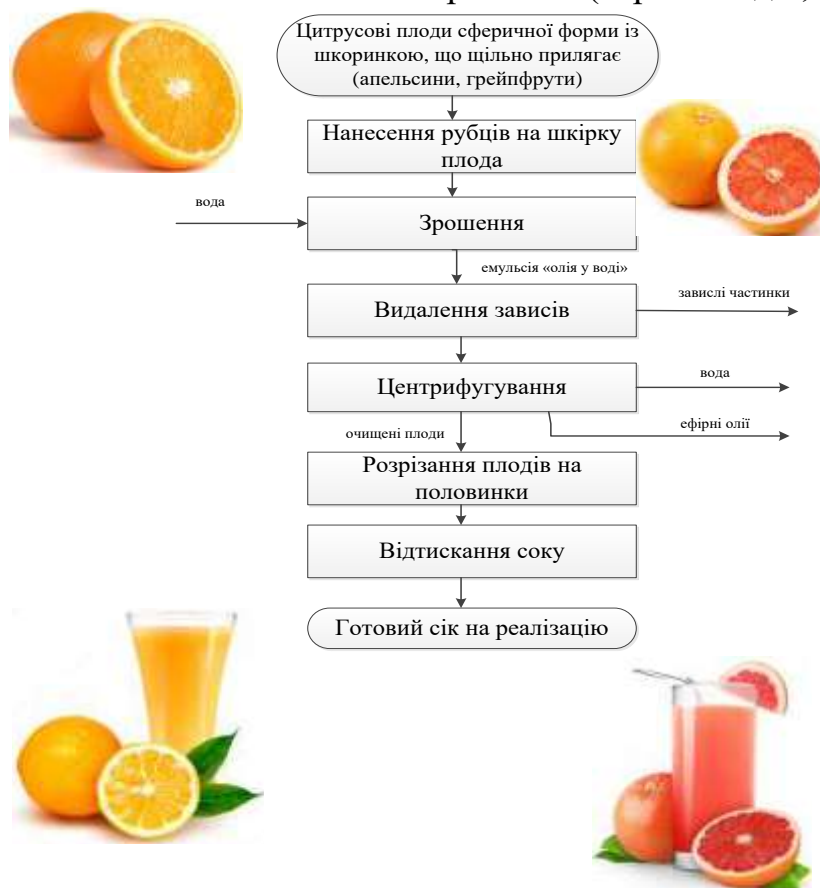 Цитрусові плоди сферичної форми із
шкоринкою, що щільно прилягає
(апельсини, грейпфрути)
Нанесення рубців на шкірку
плода
вода
Зрошення
емульсія «олія у воді»
завислі частинки
Видалення зависів
вода
Центрифугування
ефірні олії
очищені плоди
Розрізання плодів на
половинки
Відтискання соку
Готовий сік на реалізацію